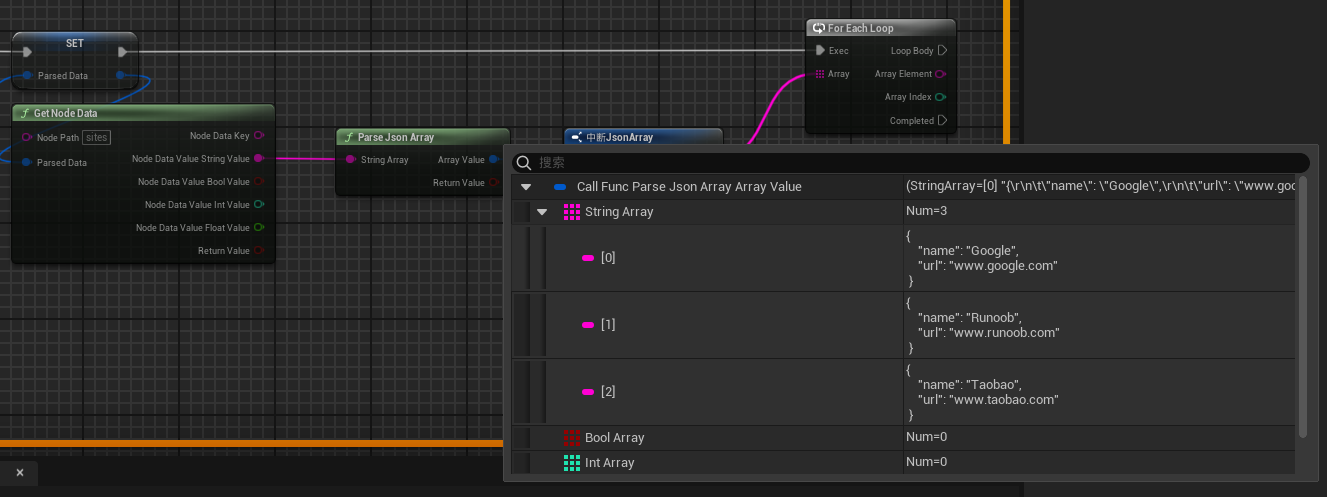 SET
For Each Loop
Exec
Loop Body
Parsed Data
Array
Array Element
Array Index
Completed
Get Node Data
Node Path
sites
Node Data Key
Parsed Data
Node Data Value String Value
Node Data Value Bool Value
Node Data Value Int Value
Node Data Value Float Value
Return Value
Parse Json Array
String Array
Array Value
Return Value
中断JsonArray
搜索
Call Func Parse Json Array Array Value
(StringArray=[0] "{\r\n\t\"name\": \"Google\",\r\n\t\"url\": \"www.goo
String Array
Num=3
[0]
{
"name": "Google",
"url": "www.google.com"
}
[1]
{
"name": "Runoob",
"url": "www.runoob.com"
}
[2]
{
"name": "Taobao",
"url": "www.taobao.com"
}
Bool Array
Num=0
Int Array
Num=0